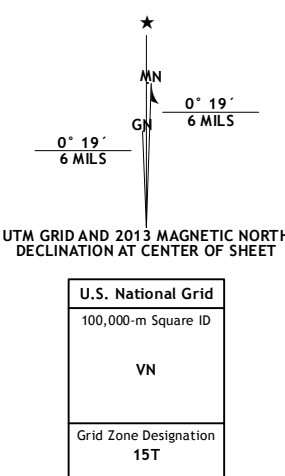 ★
MN
GN
0° 19´
6 MILS
0° 19´
6 MILS
UTM GRID AND 2013 MAGNETIC NORTH
DECLINATION AT CENTER OF SHEET
U.S. National Grid
100,000-m Square ID
VN
Grid Zone Designation
15T